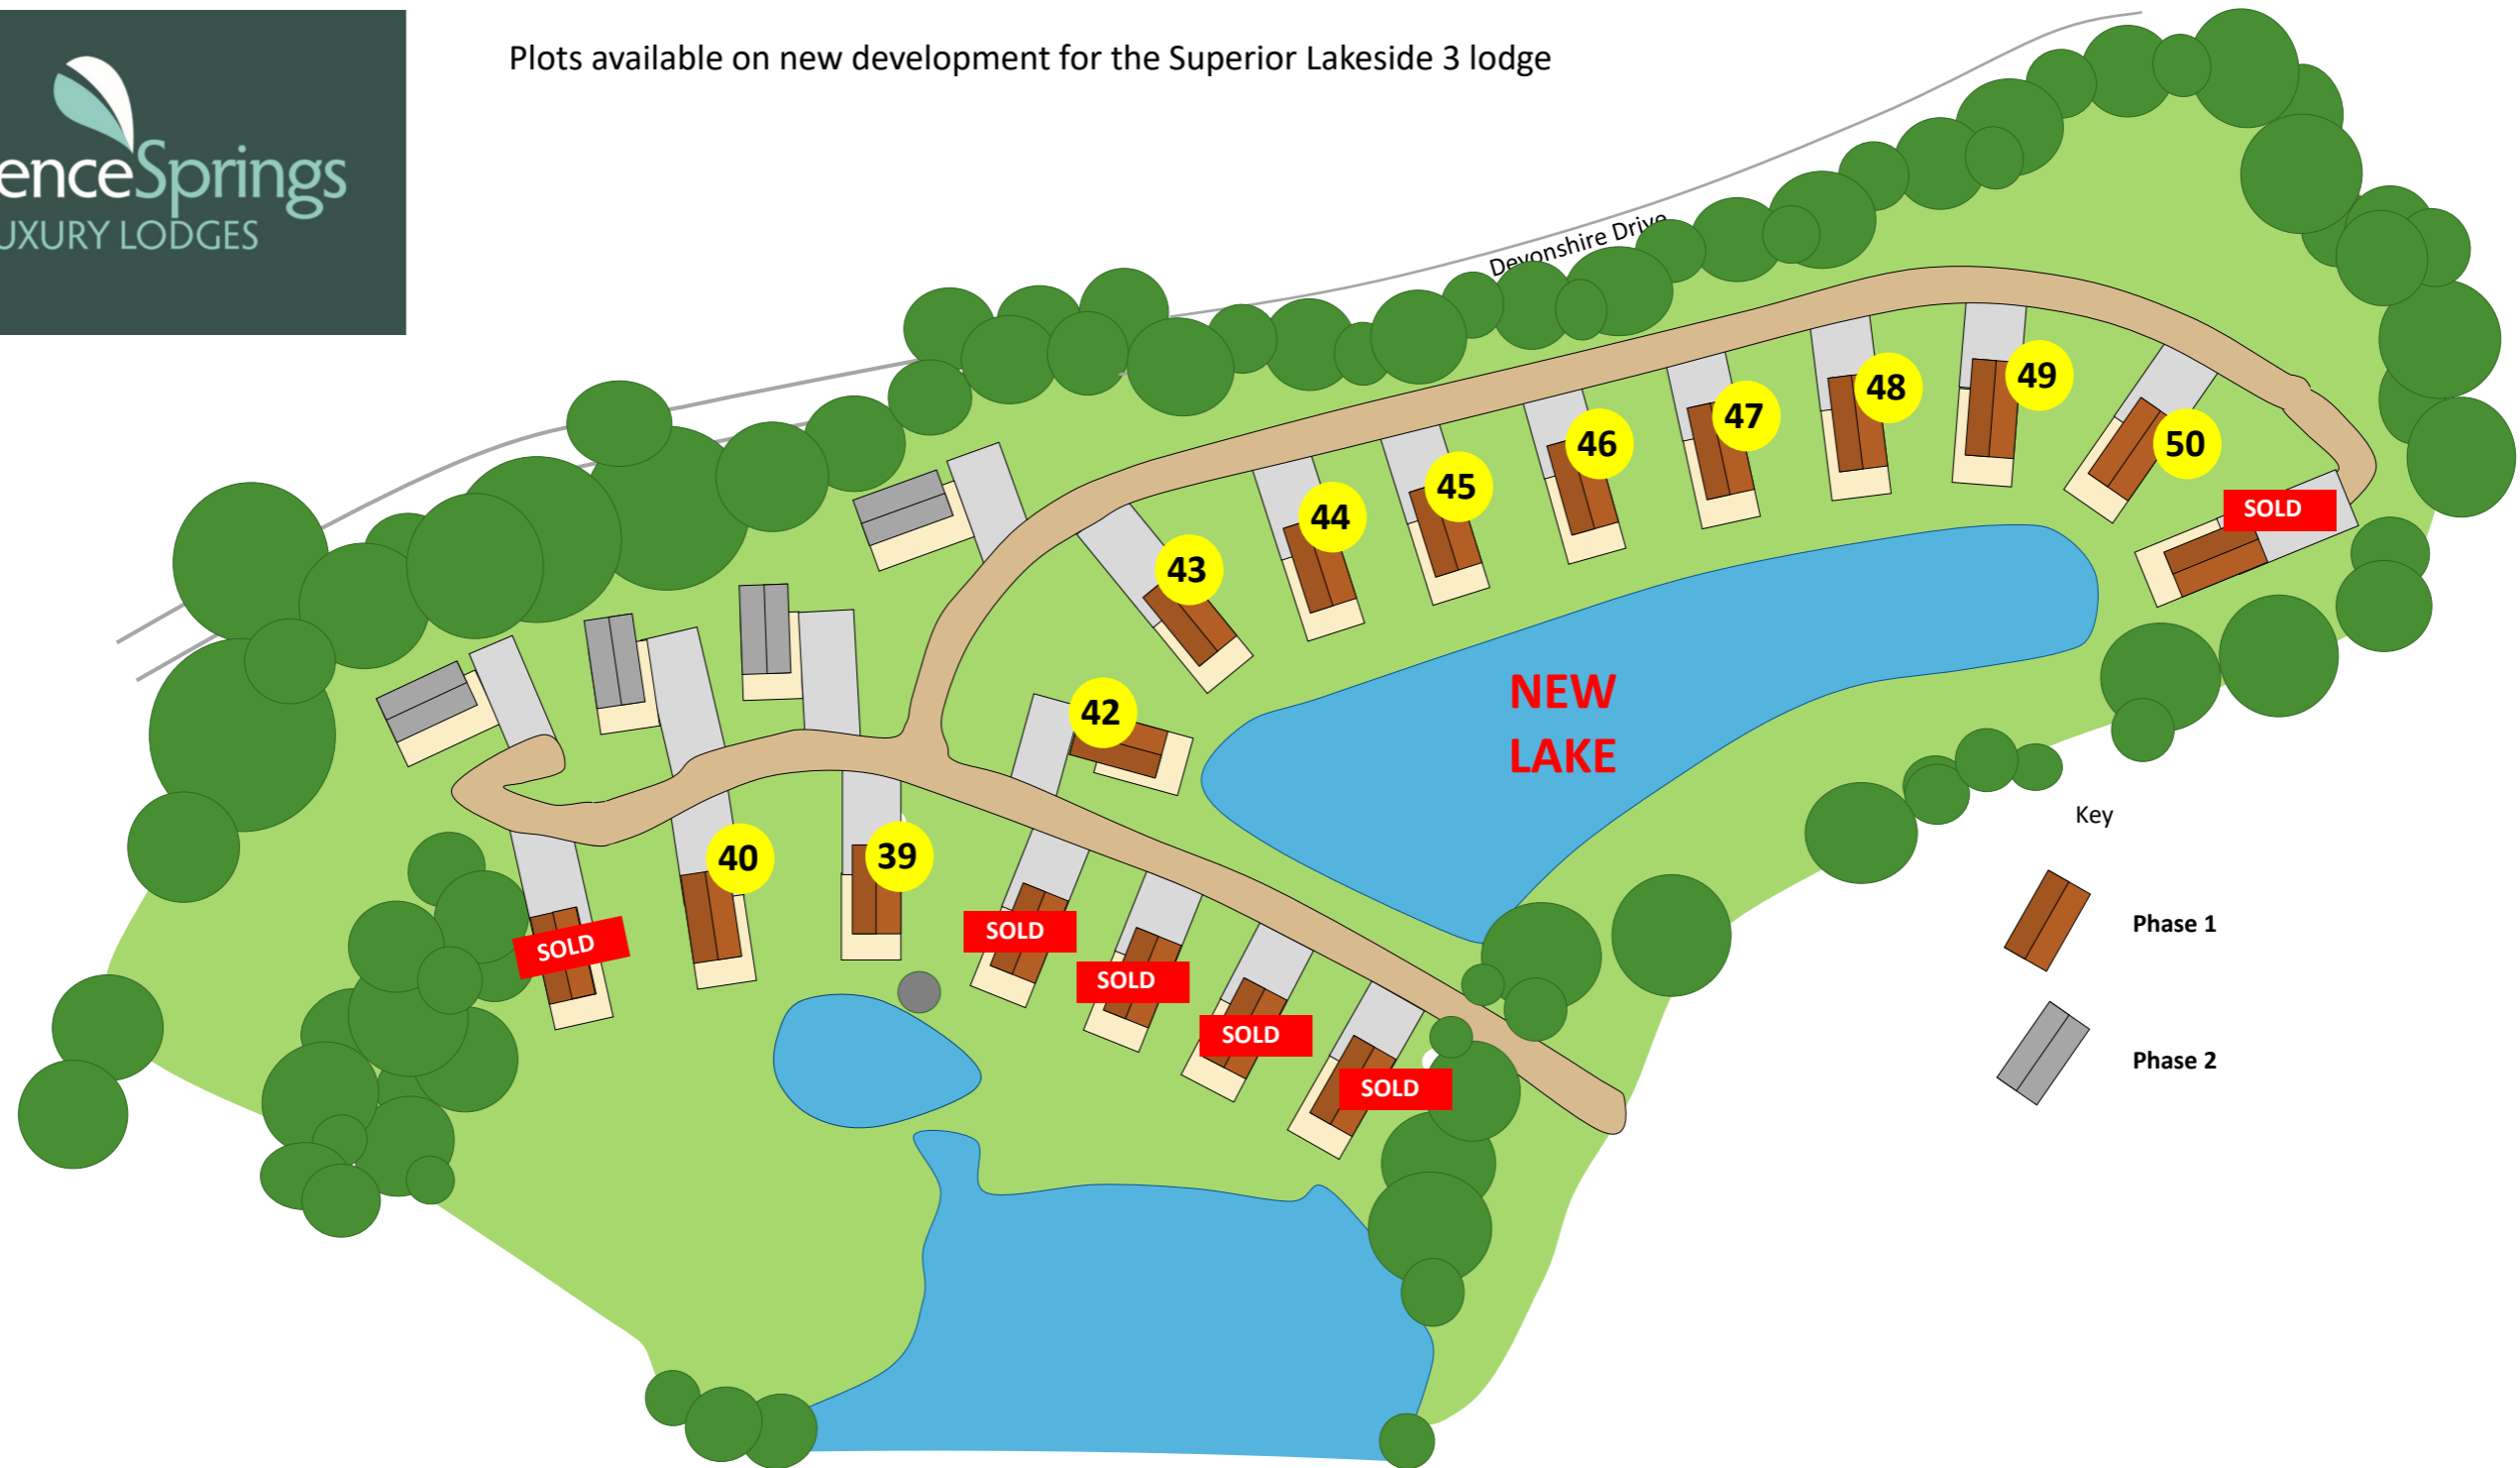 Plots available on new development for the Superior Lakeside 3 lodge
enceSprings
UXURY LODGES
Devonshire Drive
49
48
47
50
46
45
SOLD
44
43
NEW
LAKE
42
Key
40
39
Phase 1
SOLD
SOLD
SOLD
SOLD
Phase 2
SOLD